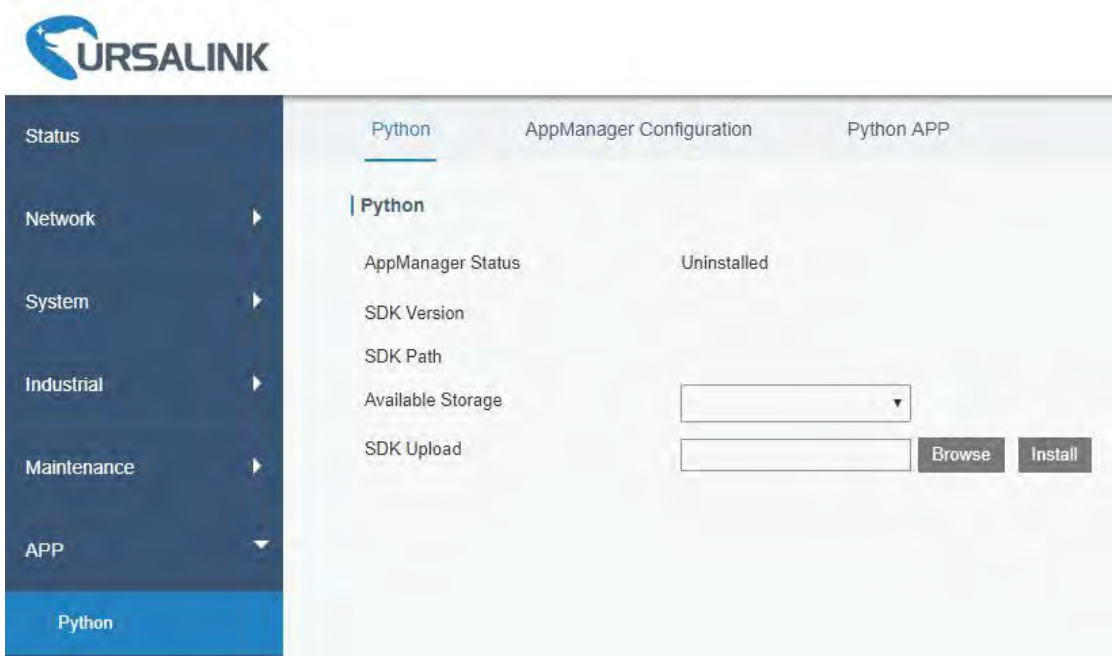 URSALINK
Status
Network
System
Industrial
Maintenance
APP
Python
Python AppManager Configuration Python APP
Python
AppManager Status Uninstalled
SDK Version
SDK Path
Available Storage
SDK Upload Browse Install